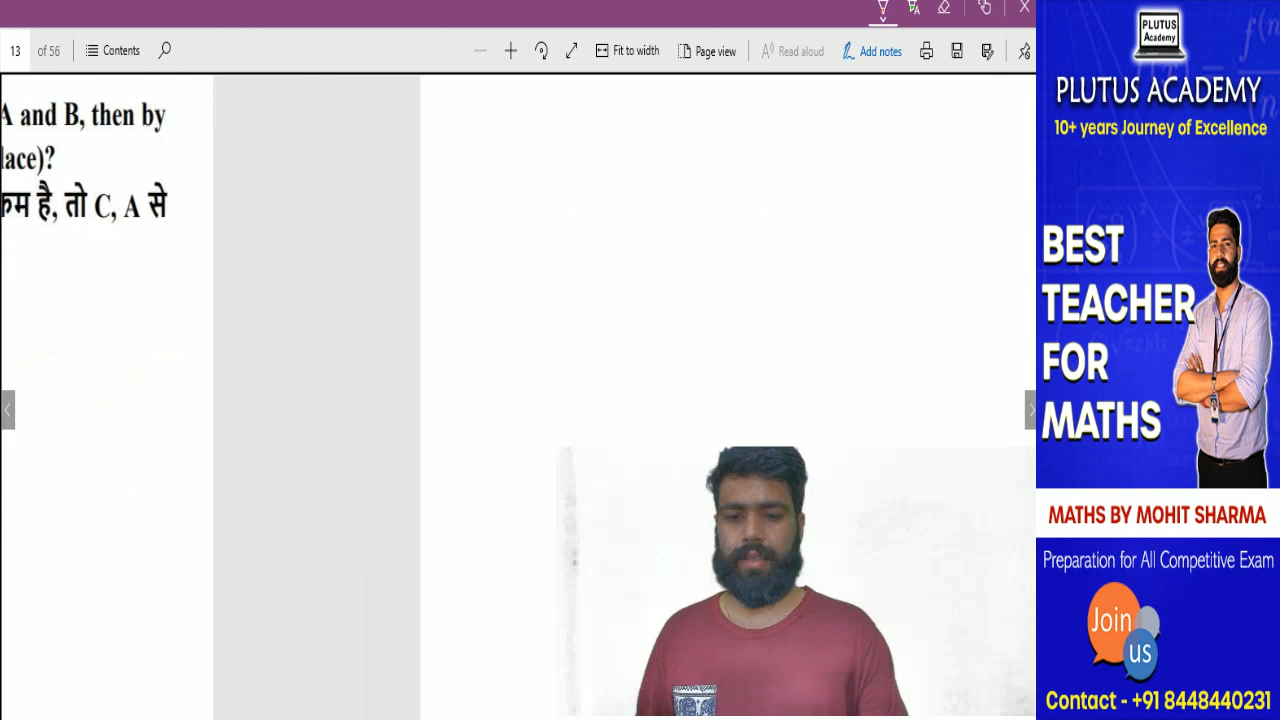 13 of 56 Contents Fit to width Page view Read aloud Add notes
A and B, then by
lace)?
कम है, तो C, A से
PLUTUS
Academy
PLUTUS ACADEMY
10+ years Journey of Excellence
BEST
TEACHER
FOR
MATHS
MATHS BY MOHIT SHARMA
Preparation for All Competitive Exam
Join
us
Contact - +91 8448440231